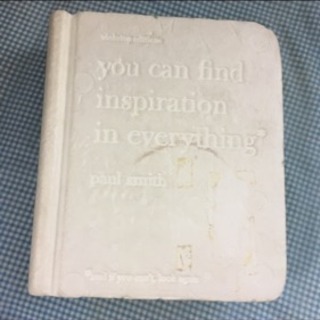 you can find
inspiration
in everything*
paul smith
*and if you can't, look again